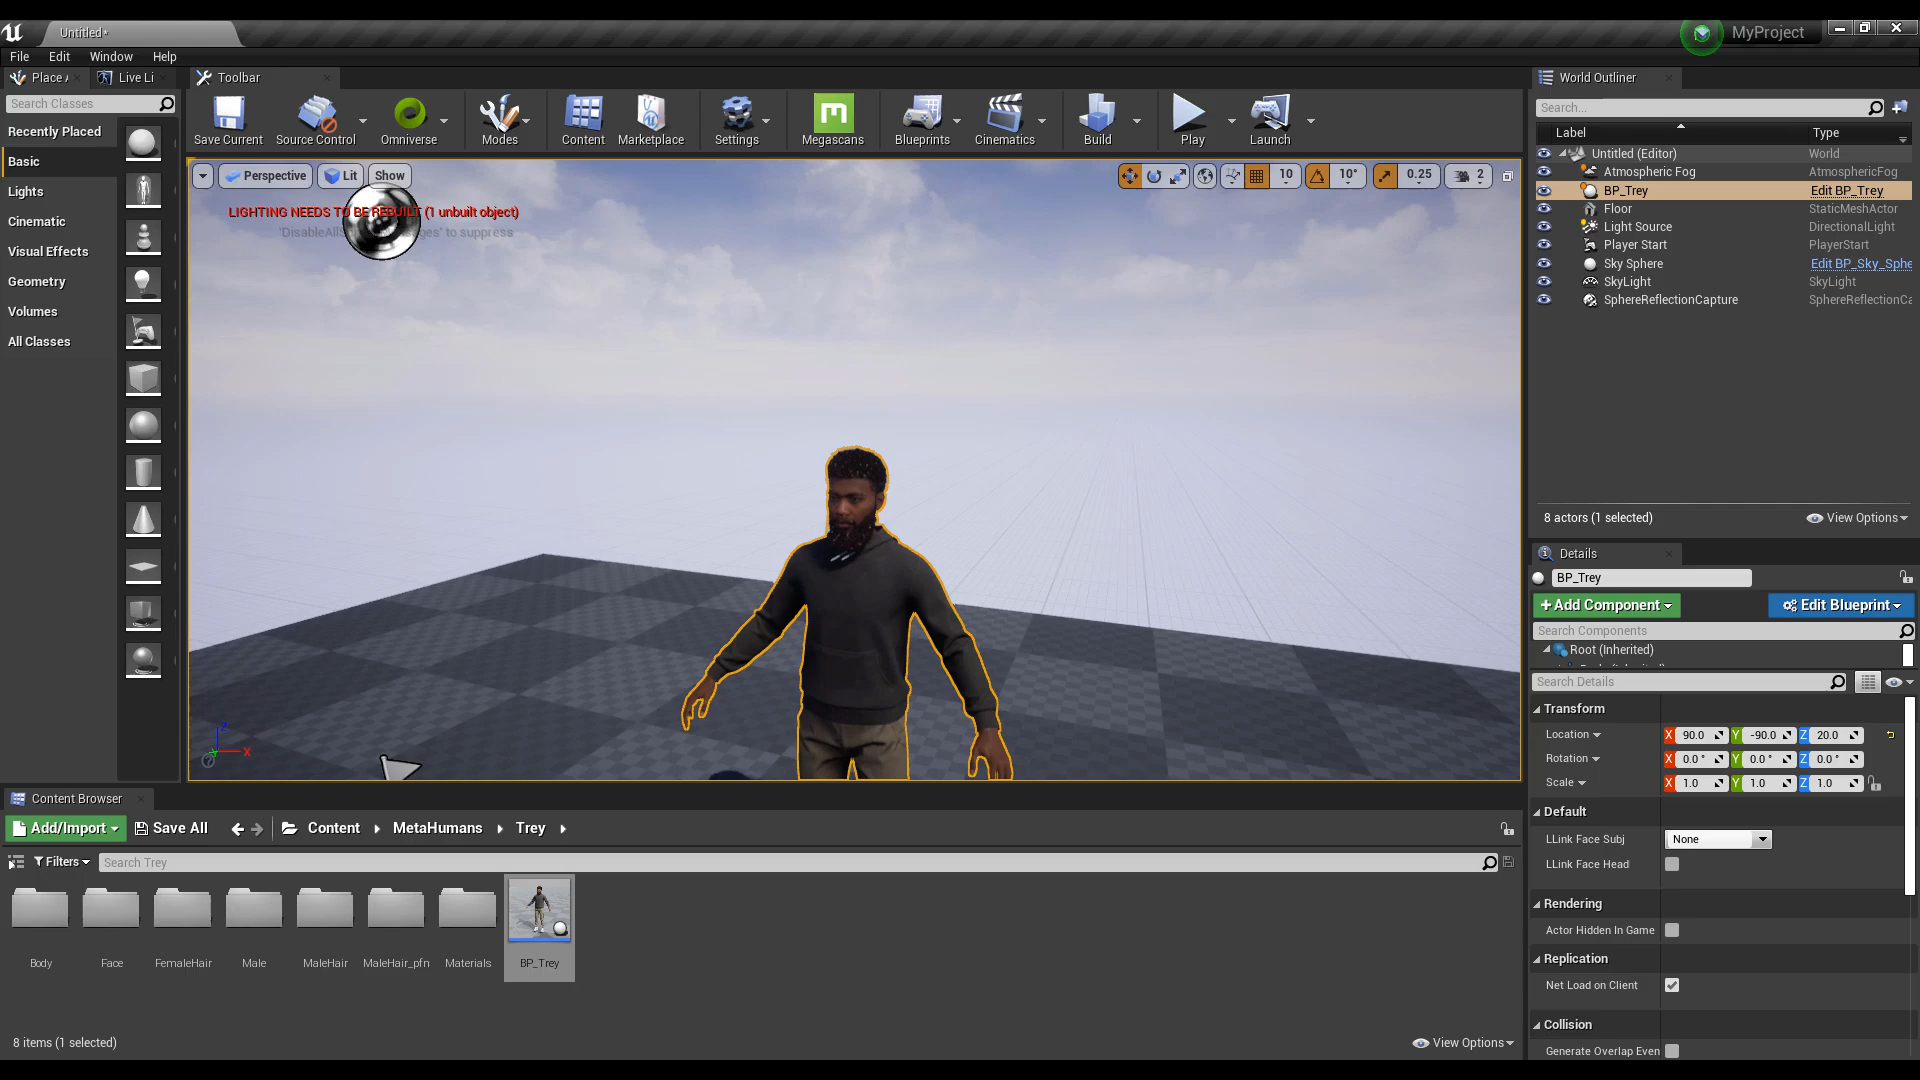 Untitled*
MyProject
File Edit Window Help
Place A Live Li Toolbar World Outliner
Search Classes
Recently Placed
Basic
Lights
Cinematic
Visual Effects
Geometry
Volumes
All Classes
Save Current Source Control Omniverse Modes Content Marketplace Settings Megascans Blueprints Cinematics Build Play Launch
Perspective Lit Show
10 10° 0.25 2
LIGHTING NEEDS TO BE REBUILT (1 unbuilt object)
X
Search...
Label Type
Untitled (Editor) World
Atmospheric Fog AtmosphericFog
BP_Trey Edit BP_Trey
Floor StaticMeshActor
Light Source DirectionalLight
Player Start PlayerStart
Sky Sphere Edit BP_Sky_Sphe
SkyLight SkyLight
SphereReflectionCapture SphereReflectionCa
8 actors (1 selected) View Options
Details
BP_Trey
+Add Component Edit Blueprint
Search Components
Root (Inherited)
Search Details
Transform
Location X 90.0 Y -90.0 Z 20.0
Rotation X 0.0 ° Y 0.0 ° Z 0.0 °
Scale X 1.0 Y 1.0 Z 1.0
Default
LLink Face Subj None
LLink Face Head
Rendering
Actor Hidden In Game
Replication
Net Load on Client
Collision
Generate Overlap Even
Content Browser
Add/Import Save All Content MetaHumans Trey
Filters Search Trey
Body Face FemaleHair Male MaleHair MaleHair_pfn Materials BP_Trey
8 items (1 selected) View Options